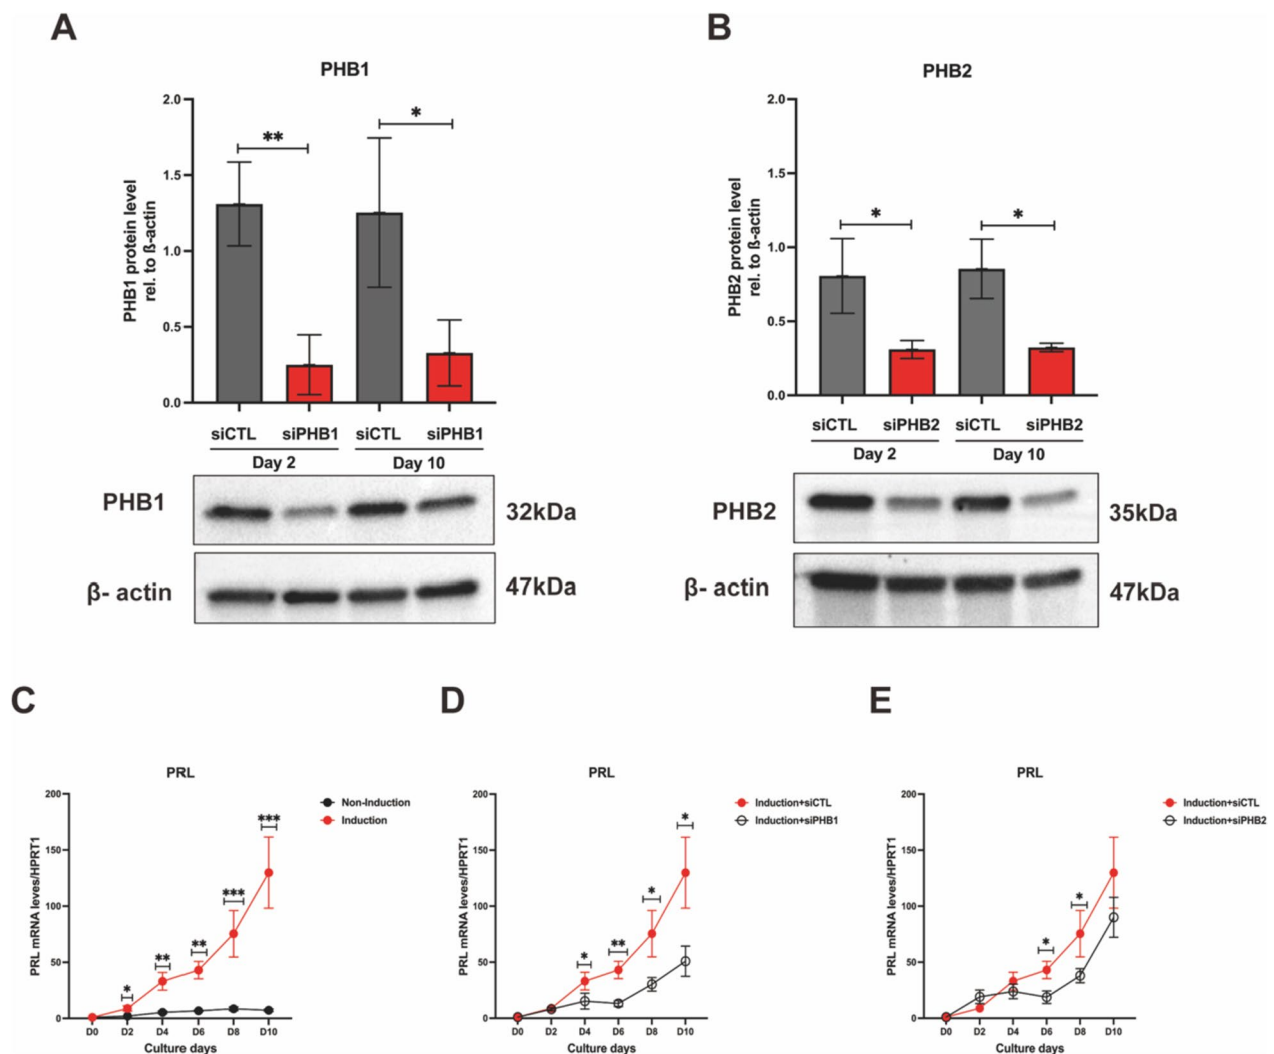 A
PHB1
PHB1 protein level
rel. to ß-actin
2.0
1.5
1.0
0.5
0.0
**
*
siCTL siPHB1 siCTL siPHB1
Day 2 Day 10
PHB1 32kDa
β- actin 47kDa
B
PHB2
PHB2 protein level
rel. to ß-actin
2.0
1.5
1.0
0.5
0.0
*
*
siCTL siPHB2 siCTL siPHB2
Day 2 Day 10
PHB2 35kDa
β- actin 47kDa
C
PRL
PRL mRNA leves/HPRT1
200
150
100
50
0
*
**
**
***
***
Non-Induction
Induction
D0 D2 D4 D6 D8 D10
Culture days
D
PRL
PRL mRNA leves/HPRT1
200
150
100
50
0
*
**
*
*
Induction+siCTL
Induction+siPHB1
D0 D2 D4 D6 D8 D10
Culture days
E
PRL
PRL mRNA leves/HPRT1
200
150
100
50
0
*
*
Induction+siCTL
Induction+siPHB2
D0 D2 D4 D6 D8 D10
Culture days